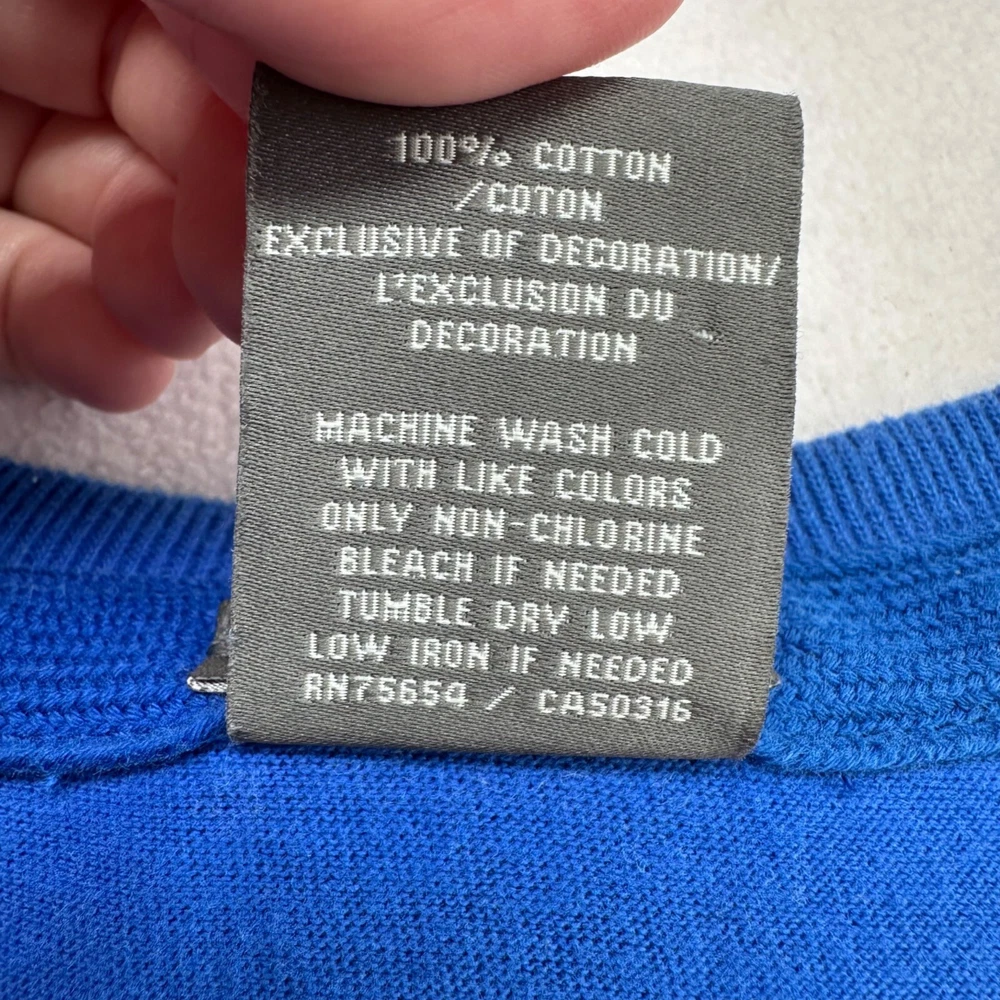 100% COTTON
/COTON
EXCLUSIVE OF DECORATION/
L'EXCLUSION DU
DECORATION
MACHINE WASH COLD
WITH LIKE COLORS
ONLY NON-CHLORINE
BLEACH IF NEEDED
TUMBLE DRY LOW
LOW IRON IF NEEDED
RN75654 / CA50316